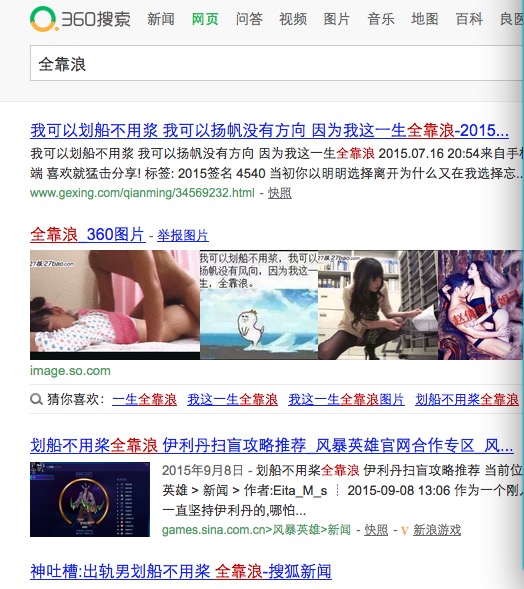 360搜索 新闻 网页 问答 视频 图片 音乐 地图 百科 良医
全靠浪
我可以划船不用浆 我可以扬帆没有方向 因为我这一生全靠浪-2015...
我可以划船不用浆 我可以扬帆没有方向 因为我这一生全靠浪 2015.07.16 20:54来自手机
端 喜欢就猛击分享! 标签: 2015签名 4540 当初你以明明选择离开为什么又在我选择忘...
www.gexing.com/qianming/34569232.html - 快照
全靠浪_360图片 - 举报图片
27报.27bao.com
我可以划船不用浆，我可以
扬帆没有风向，因为我这一
生，全靠浪。
27报.27bao.com
image.so.com
猜你喜欢： 一生全靠浪 我这一生全靠浪 我这一生全靠浪图片 划船不用桨全靠浪
划船不用桨全靠浪 伊利丹扫盲攻略推荐_风暴英雄官网合作专区_风...
2015年9月8日 - 划船不用桨全靠浪 伊利丹扫盲攻略推荐 当前位
英雄 > 新闻 > 作者:Eita_M_s ┊ 2015-09-08 13:06 作为一个刚
一直坚持伊利丹的,哪怕...
games.sina.com.cn>风暴英雄>新闻 - 快照 - V 新浪游戏
神吐槽:出轨男划船不用桨 全靠浪-搜狐新闻